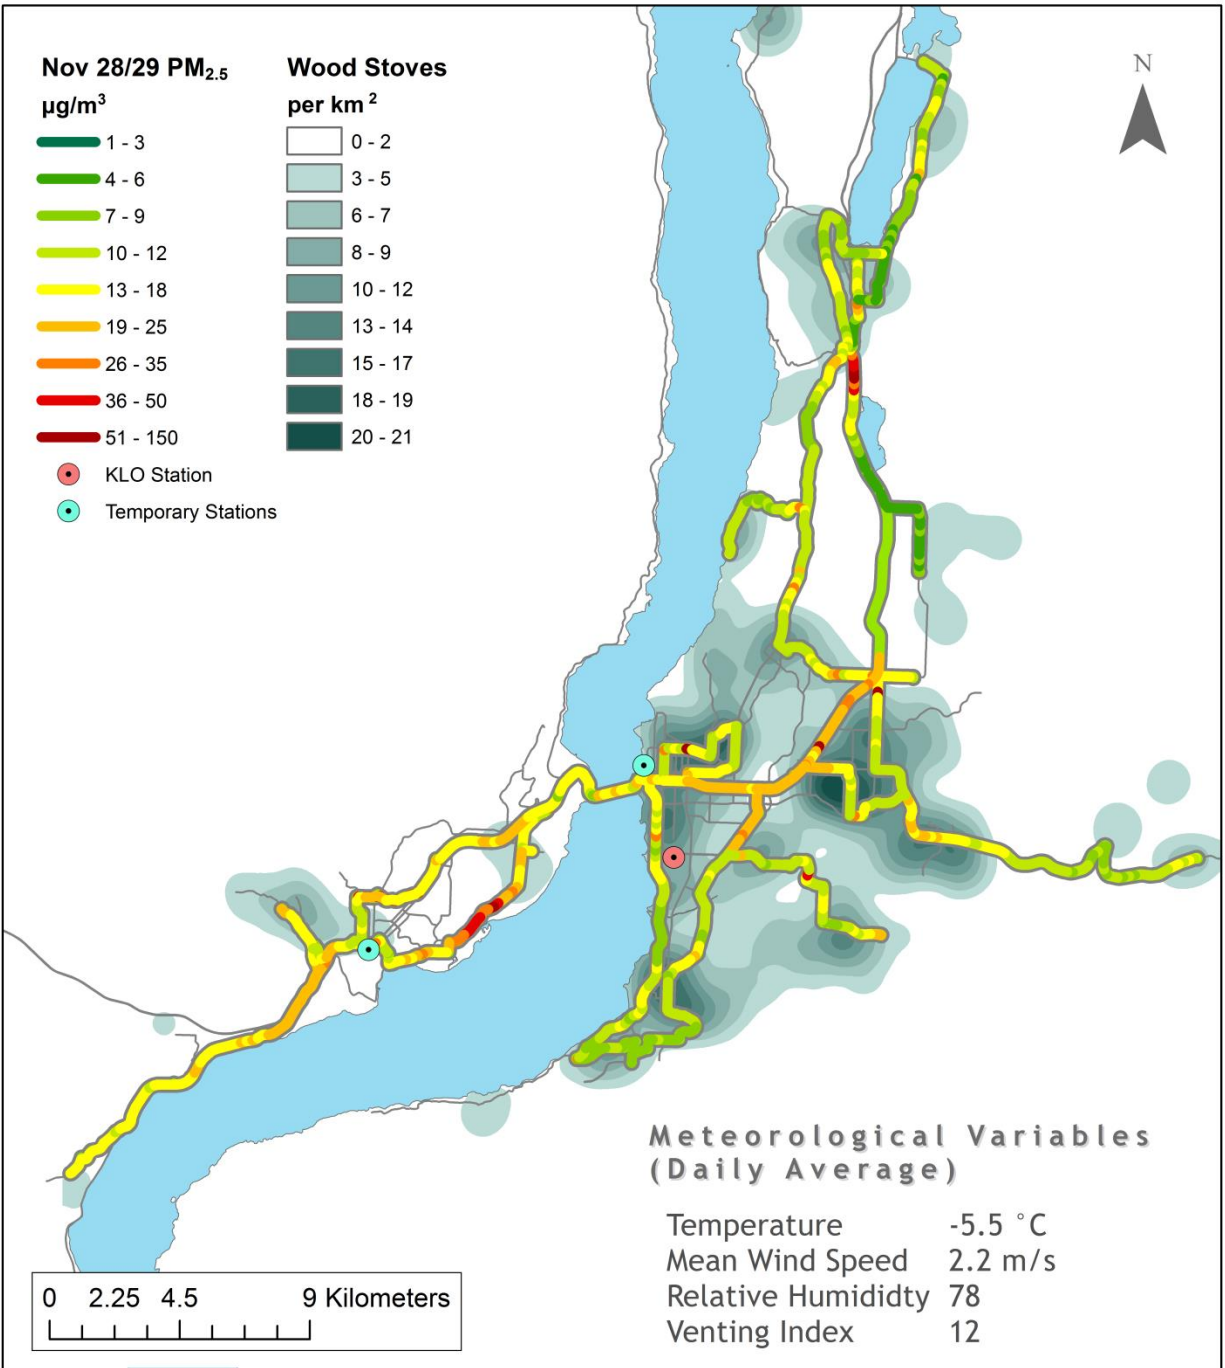 Nov 28/29 PM2.5
µg/m³
1 - 3
4 - 6
7 - 9
10 - 12
13 - 18
19 - 25
26 - 35
36 - 50
51 - 150
KLO Station
Temporary Stations
Wood Stoves
per km ²
0 - 2
3 - 5
6 - 7
8 - 9
10 - 12
13 - 14
15 - 17
18 - 19
20 - 21
N
Meteorological Variables
(Daily Average)
Temperature -5.5 °C
Mean Wind Speed 2.2 m/s
Relative Humididty 78
Venting Index 12
0 2.25 4.5 9 Kilometers